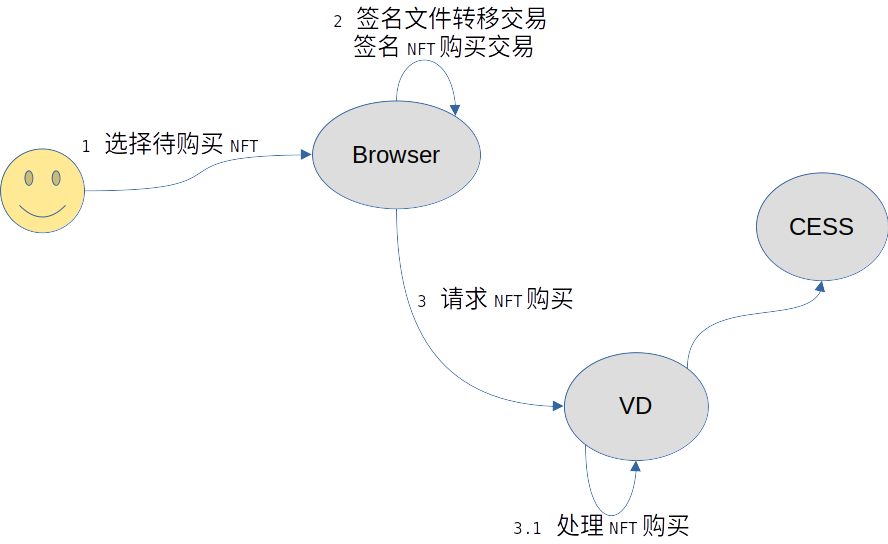 2 签名文件转移交易
签名 NFT 购买交易
1 选择待购买 NFT
Browser
CESS
3 请求 NFT 购买
VD
3.1 处理 NFT 购买